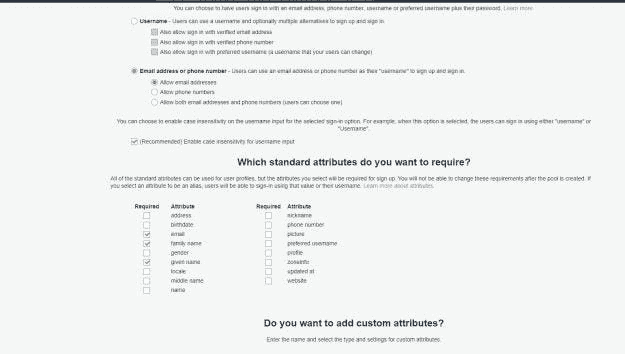 You can choose to have users sign in with an email address, phone number, username or preferred username plus their password. Learn more.
Username - Users can use a username and optionally multiple alternatives to sign up and sign in.
Also allow sign in with verified email address
Also allow sign in with verified phone number
Also allow sign in with preferred username (a username that your users can change)
Email address or phone number - Users can use an email address or phone number as their "username" to sign up and sign in.
Allow email addresses
Allow phone numbers
Allow both email addresses and phone numbers (users can choose one)
You can choose to enable case insensitivity on the username input for the selected sign-in option. For example, when this option is selected, the users can sign in using either "username" or
"Username".
(Recommended) Enable case insensitivity for username input
Which standard attributes do you want to require?
All of the standard attributes can be used for user profiles, but the attributes you select will be required for sign up. You will not be able to change these requirements after the pool is created. If
you select an attribute to be an alias, users will be able to sign-in using that value or their username. Learn more about attributes.
Required Attribute Required Attribute
address nickname
birthdate phone number
email picture
family name preferred username
gender profile
given name zoneinfo
locale updated at
middle name website
name
Do you want to add custom attributes?
Enter the name and select the type and settings for custom attributes.